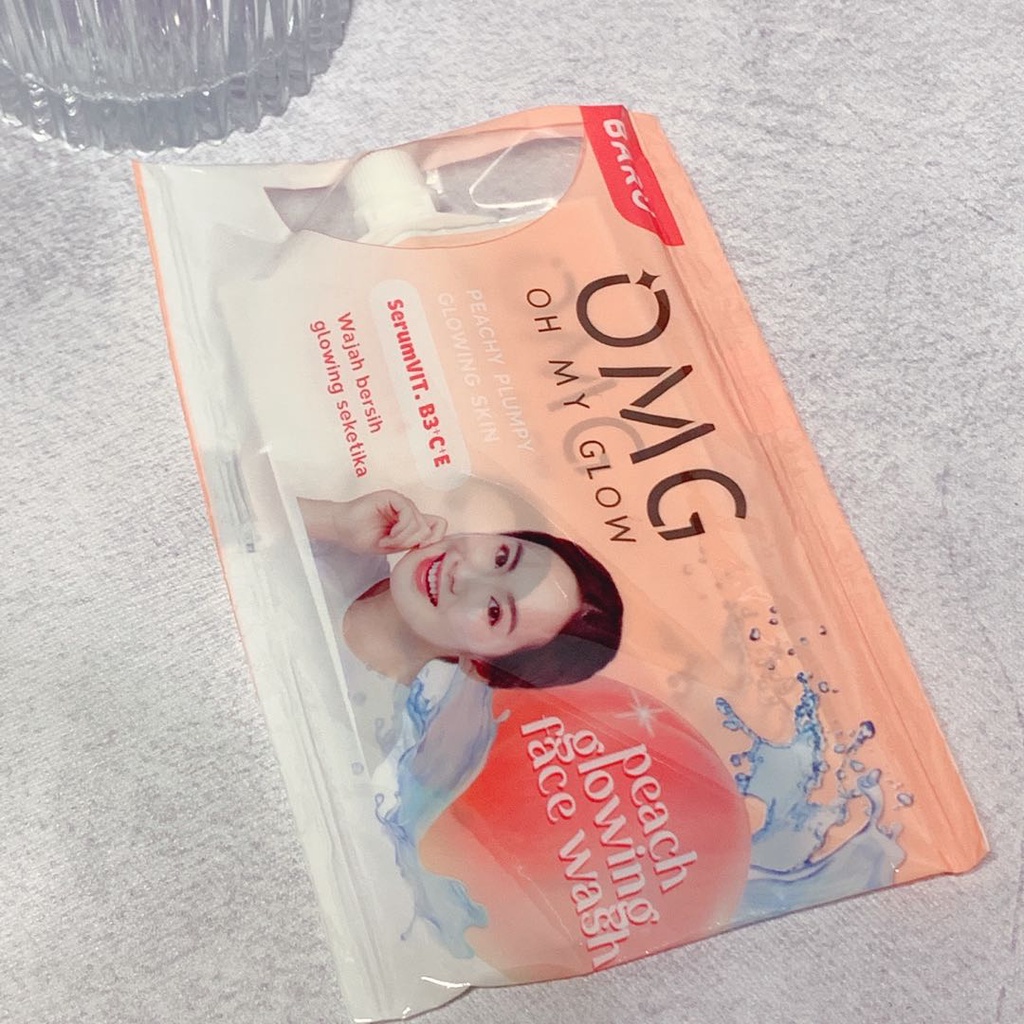 BARU
OMG
OH MY GLOW
PEACHY PLUMPY
GLOWING SKIN
SerumVIT. B3+C+E
Wajah bersih
glowing seketika
peach
glowing
face wash